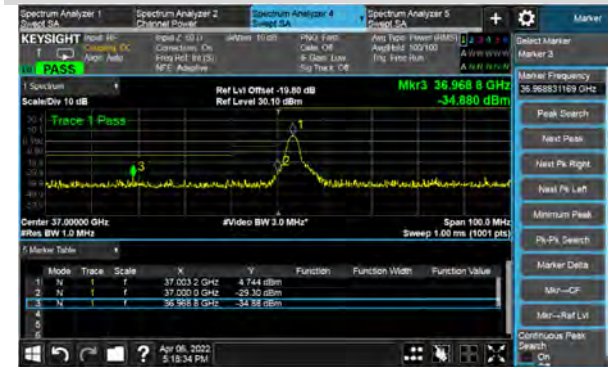 Spectrum Analyzer 1
Swept SA
Spectrum Analyzer 2
Channel Power
Spectrum Analyzer 4
Swept SA
Spectrum Analyzer 5
Swept SA
+
Marker
KEYSIGHT Input: RF
Coupling: DC
Align: Auto
Input Z: 50 Ω
Corrections: On
Freq Ref: Int (S)
NFE: Adaptive
#Atten: 10 dB
PNO: Fast
Gate: Off
IF Gain: Low
Sig Track: Off
Avg Type: Power (RMS)
Avg|Hold: 100/100
Trig: Free Run
PASS
Select Marker
Marker 3
Marker Frequency
36.968831169 GHz
1 Spectrum
Scale/Div 10 dB
Ref Lvl Offset -19.80 dB
Ref Level 30.10 dBm
Mkr3 36.968 8 GHz
-34.880 dBm
Trace 1 Pass
1
2
3
Center 37.00000 GHz
#Res BW 1.0 MHz
#Video BW 3.0 MHz*
Span 100.0 MHz
Sweep 1.00 ms (1001 pts)
5 Marker Table
Mode Trace Scale X Y Function Function Width Function Value
1 N 1 f 37.003 2 GHz 4.744 dBm
2 N 1 f 37.000 0 GHz -29.30 dBm
3 N 1 f 36.968 8 GHz -34.88 dBm
4
5
6
Peak Search
Next Peak
Next Pk Right
Next Pk Left
Minimum Peak
Pk-Pk Search
Marker Delta
Mkr→CF
Mkr→Ref Lvl
Continuous Peak
Search
On
?
Apr 06, 2022
5:18:34 PM